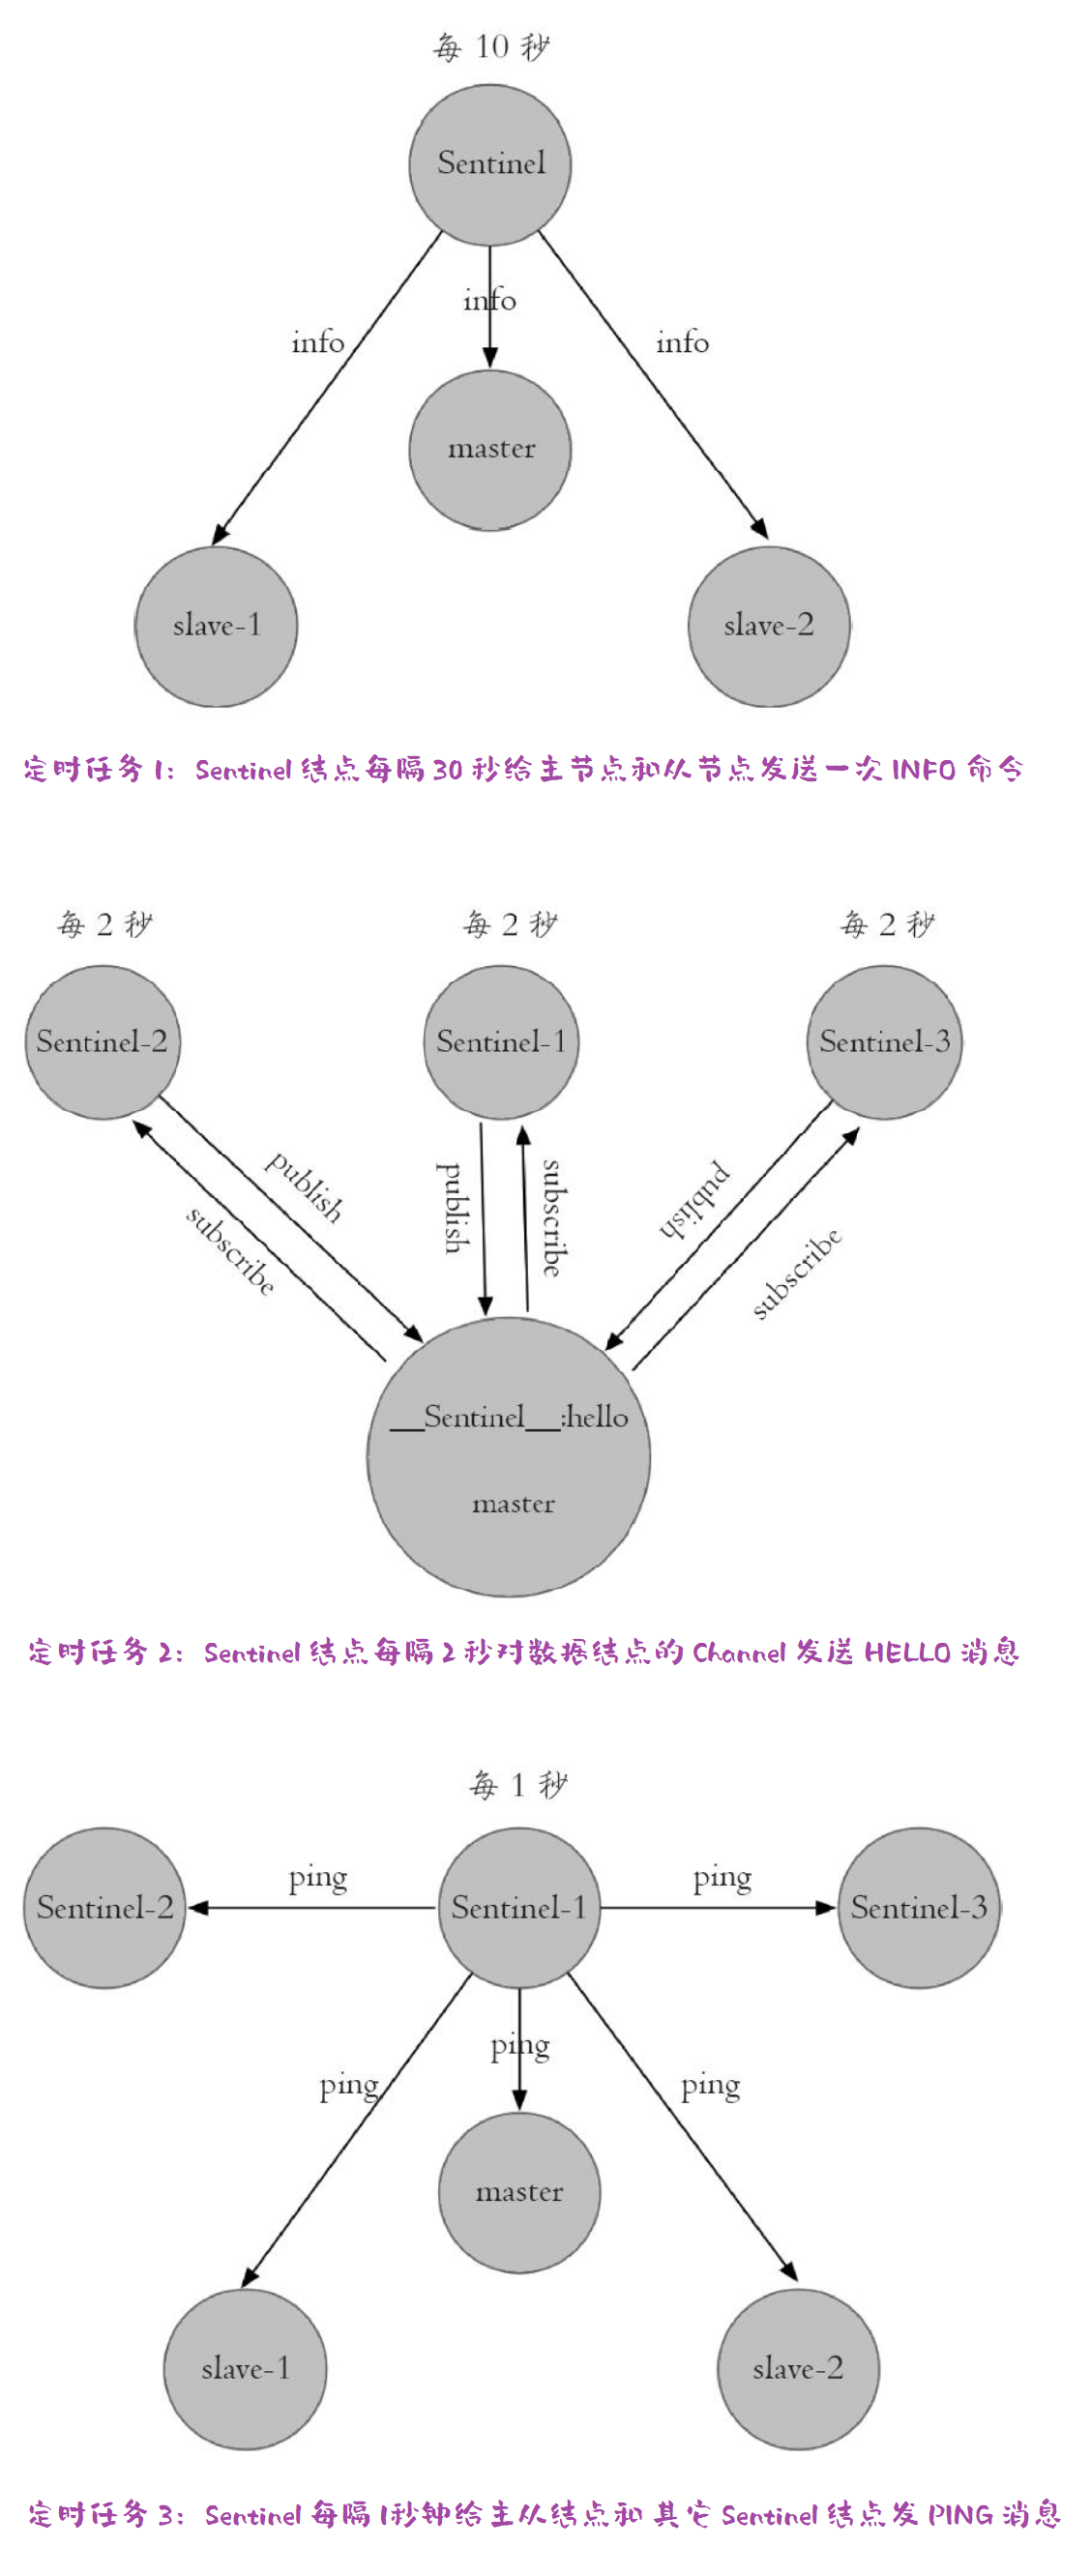 每 10 秒
Sentinel
info
info
info
master
slave-1
slave-2
定时任务 1：Sentinel 结点每隔 30 秒给主节点和从节点发送一次 INFO 命令
每 2 秒
每 2 秒
每 2 秒
Sentinel-2
Sentinel-1
Sentinel-3
publish
subscribe
publish
subscribe
publish
subscribe
__Sentinel__:hello
master
定时任务 2：Sentinel 结点每隔 2 秒对数据结点的 Channel 发送 HELLO 消息
每 1 秒
Sentinel-2
ping
Sentinel-1
ping
Sentinel-3
ping
ping
ping
master
slave-1
slave-2
定时任务 3：Sentinel 每隔 1秒钟给主从结点和 其它 Sentinel 结点发 PING 消息